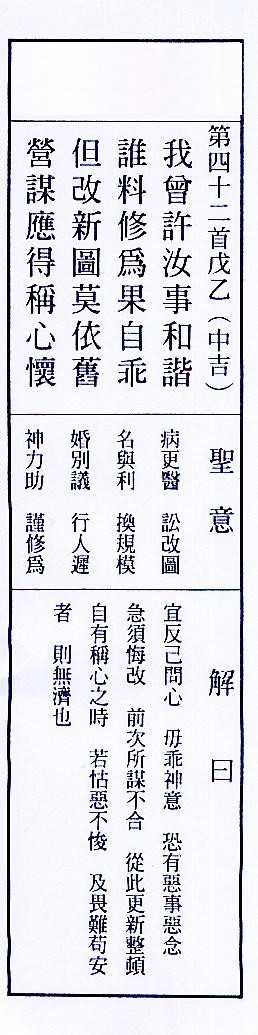 第四十二首戊乙（中吉）
我曾許汝事和諧
誰料修為果自乖
但改新圖莫依舊
營謀應得稱心懷
聖意
病更醫 訟改圖
名與利 換規模
婚別議 行人遲
神力助 謹修為
解曰
宜反己問心 毋乖神意 恐有惡事惡念
急須悔改 前次所謀不合 從此更新整頓
自有稱心之時 若怙惡不悛 及畏難苟安
者 則無濟也